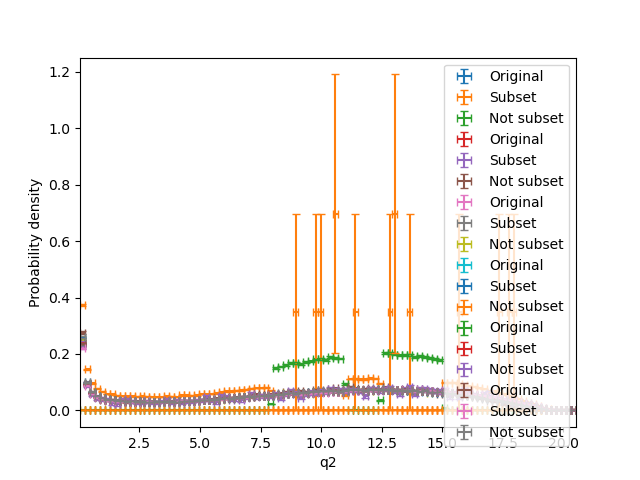 1.2
1.0
0.8
0.6
0.4
0.2
0.0
Probability density
2.5 5.0 7.5 10.0 12.5 15.0 17.5 20.0
q2
Original
Subset
Not subset
Original
Subset
Not subset
Original
Subset
Not subset
Original
Subset
Not subset
Original
Subset
Not subset
Original
Subset
Not subset